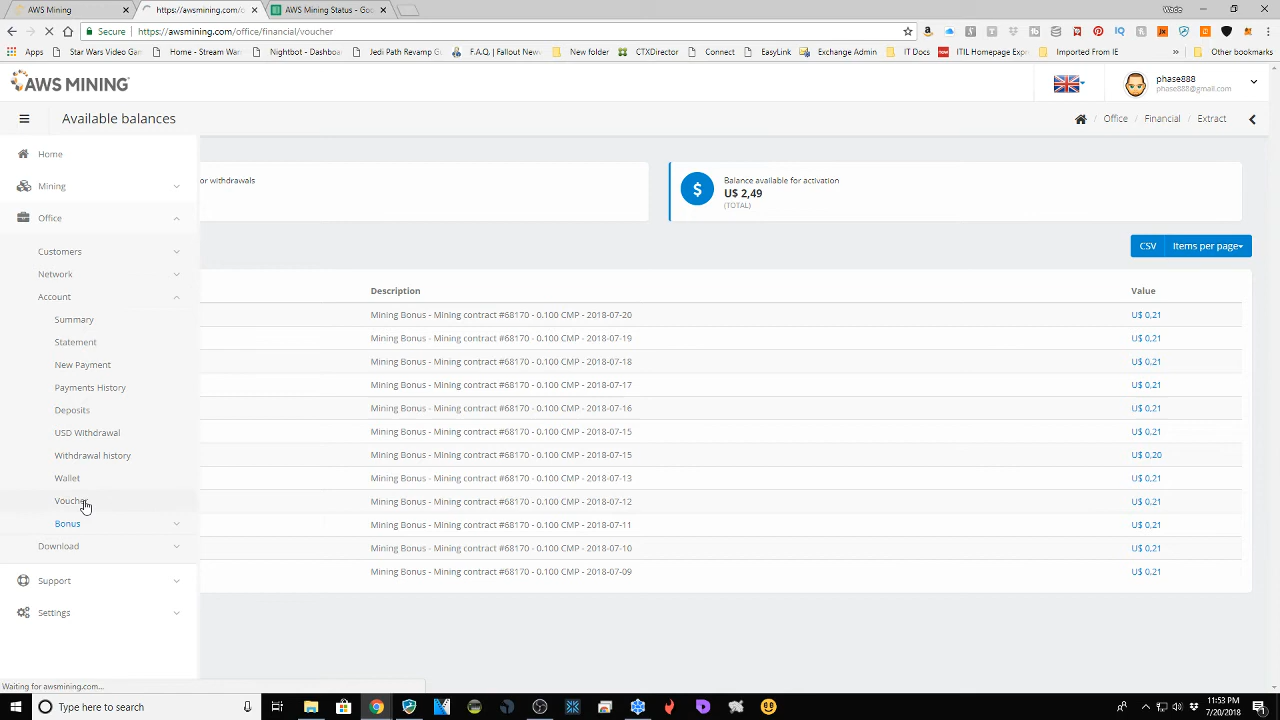 AWS Mining
https://awsmining.com/of
AWS Mining Status - Goo
Wade
Secure
https://awsmining.com/office/financial/voucher
Apps
Star Wars Video Gam
Home - Stream War
Nightbot - Dashboa
Jedi Path Revamp G
F.A.Q. | Fallout New
New folder
CTXDirector
Connect
EasyLink
Exchange Admin
IT Docs
ITIL Homepage Exp
Imported From IE
Other bookmarks
AWS MINING
phase888
phase888@gmail.com
Available balances
Office / Financial / Extract
Home
Mining
Office
Customers
Network
Account
Summary
Statement
New Payment
Payments History
Deposits
USD Withdrawal
Withdrawal history
Wallet
Voucher
Bonus
Download
Support
Settings
or withdrawals
Balance available for activation
U$ 2,49
(TOTAL)
CSV
Items per page
Description Value
Mining Bonus - Mining contract #68170 - 0.100 CMP - 2018-07-20 U$ 0,21
Mining Bonus - Mining contract #68170 - 0.100 CMP - 2018-07-19 U$ 0,21
Mining Bonus - Mining contract #68170 - 0.100 CMP - 2018-07-18 U$ 0,21
Mining Bonus - Mining contract #68170 - 0.100 CMP - 2018-07-17 U$ 0,21
Mining Bonus - Mining contract #68170 - 0.100 CMP - 2018-07-16 U$ 0,21
Mining Bonus - Mining contract #68170 - 0.100 CMP - 2018-07-15 U$ 0,21
Mining Bonus - Mining contract #68170 - 0.100 CMP - 2018-07-15 U$ 0,20
Mining Bonus - Mining contract #68170 - 0.100 CMP - 2018-07-13 U$ 0,21
Mining Bonus - Mining contract #68170 - 0.100 CMP - 2018-07-12 U$ 0,21
Mining Bonus - Mining contract #68170 - 0.100 CMP - 2018-07-11 U$ 0,21
Mining Bonus - Mining contract #68170 - 0.100 CMP - 2018-07-10 U$ 0,21
Mining Bonus - Mining contract #68170 - 0.100 CMP - 2018-07-09 U$ 0,21
Waiting for awsmining.com...
Type here to search
11:53 PM
7/20/2018